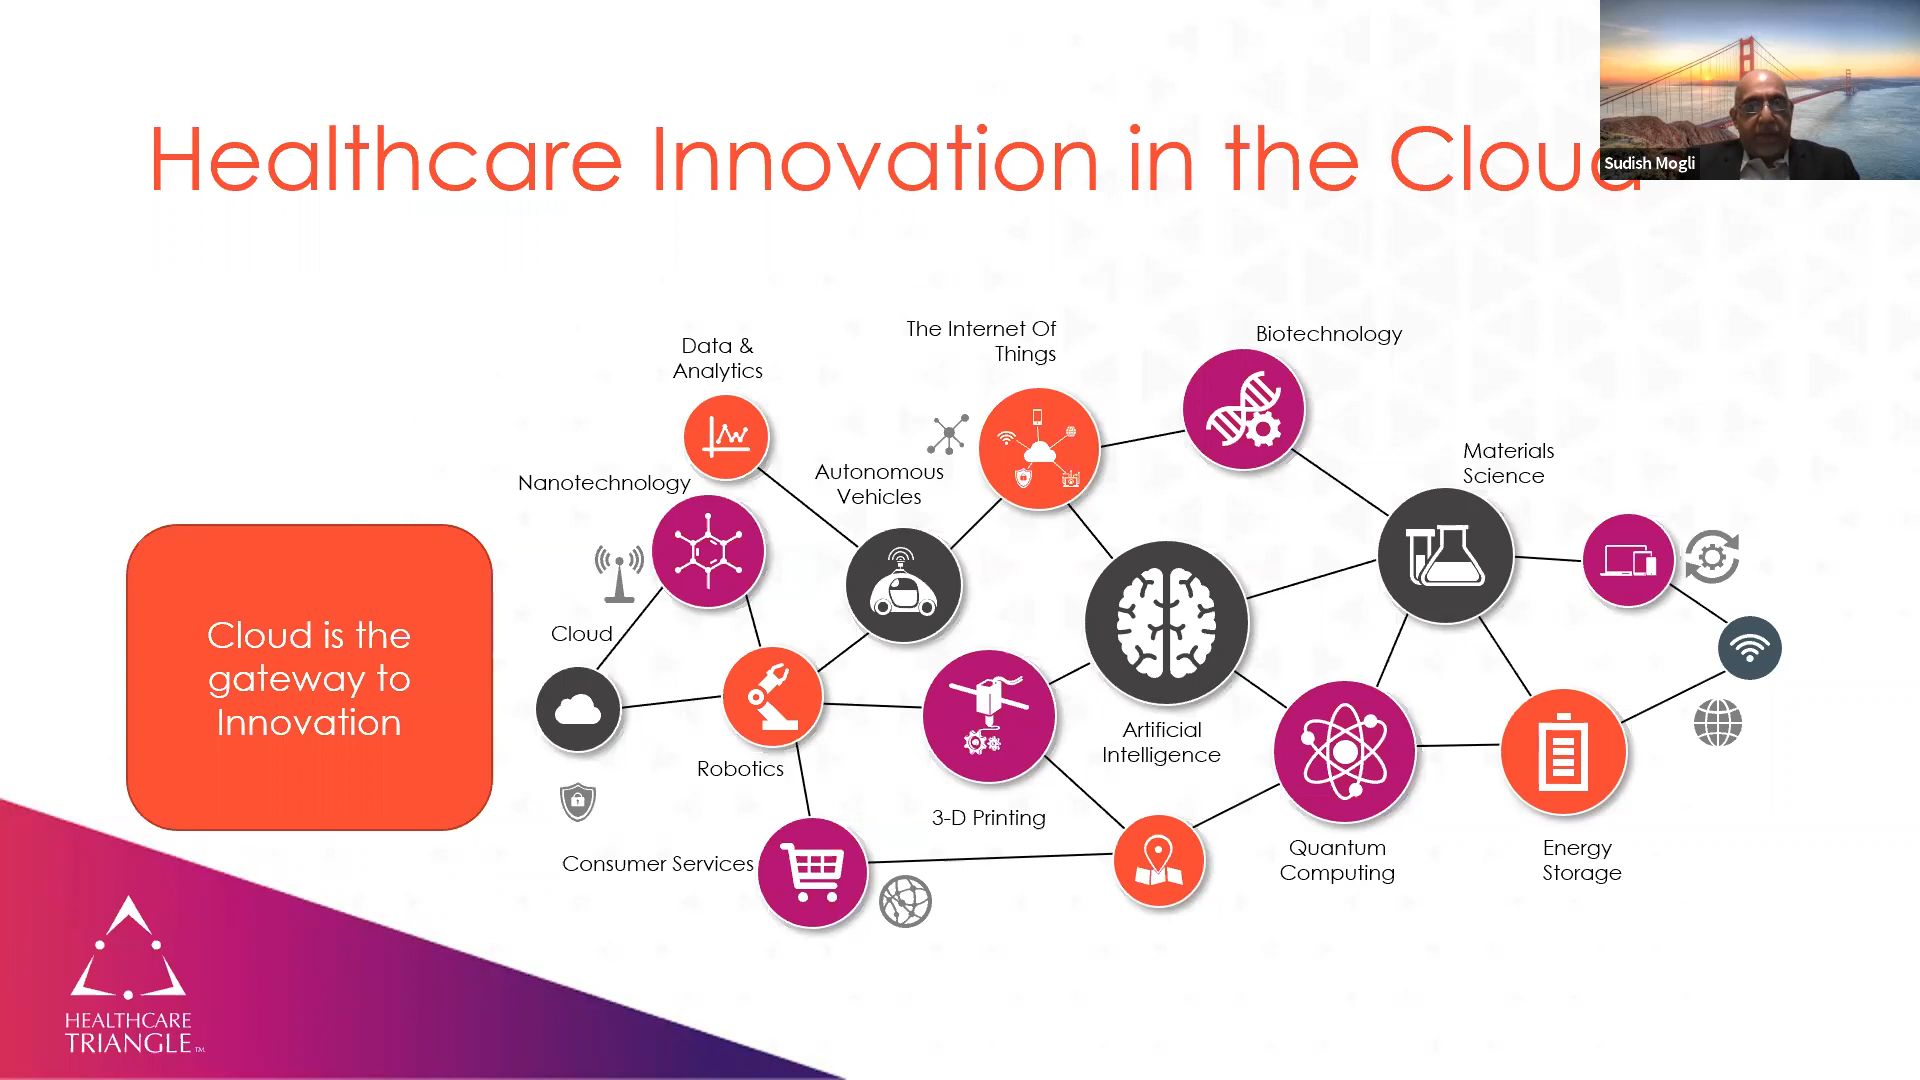 Healthcare Innovation in the Cloud
Sudish Mogli
The Internet Of
Things
Biotechnology
Data &
Analytics
Materials
Science
Autonomous
Vehicles
Nanotechnology
Cloud is the
gateway to
Innovation
Cloud
Artificial
Intelligence
Robotics
3-D Printing
Quantum
Computing
Energy
Storage
Consumer Services
HEALTHCARE
TRIANGLE™